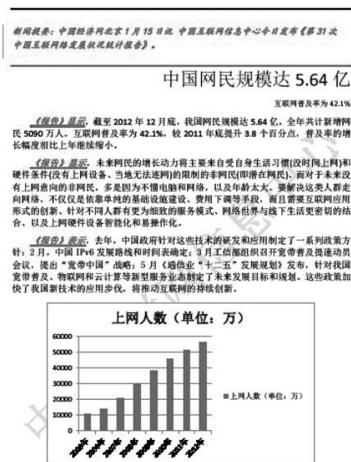 新闻提要：中国经济网北京 1 月 15 日讯 中国互联网信息中心今日发布《第 31 次
中国互联网络发展状况统计报告》。
中国网民规模达 5.64 亿
互联网普及率为 42.1%
《报告》显示，截至 2012 年 12 月底，我国网民规模达 5.64 亿，全年共计新增网
民 5090 万人。互联网普及率为 42.1%，较 2011 年底提升 3.8 个百分点，普及率的增
长幅度相比上年继续缩小。
《报告》显示，未来网民的增长动力将主要来自受自身生活习惯(没时间上网)和
硬件条件(没有上网设备、当地无法连网)的限制的非网民(即潜在网民)。而对于未来没
有上网意向的非网民，多是因为不懂电脑和网络，以及年龄太大。要解决这类人群走
向网络，不仅仅是依靠单纯的基础设施建设、费用下调等手段，而且需要互联网应用
形式的创新、针对不同人群有更为细致的服务模式、网络世界与线下生活更密切的结
合、以及上网硬件设备智能化和易操作化。
《报告》表示，去年，中国政府针对这些技术的研发和应用制定了一系列政策方
针：2 月，中国 IPv6 发展路线和时间表确定；3 月工信部组织召开宽带普及提速动员
会议，提出“宽带中国”战略；5 月《通信业“十二五”发展规划》发布，针对我国
宽带普及、物联网和云计算等新型服务业态制定了未来发展目标和规划。这些政策加
快了我国新技术的应用步伐，将推动互联网的持续创新。
上网人数（单位：万）
60000
50000
40000
30000
20000
10000
0
上网人数（单位：万）